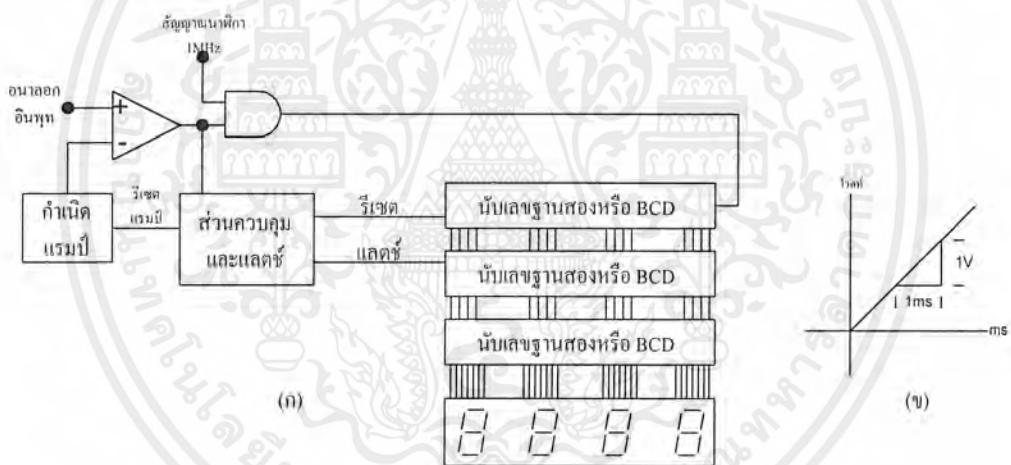 สัญญาณนาฬิกา
1MHz
อนาลอก
อินพุท
+
-
กำเนิด
แรมป์
รีเซต
แรมป์
ส่วนควบคุม
และแลตช์
รีเซต
แลตช์
นับเลขฐานสองหรือ BCD
นับเลขฐานสองหรือ BCD
นับเลขฐานสองหรือ BCD
8 8 8 8
(ก)
โวลท์
1V
1ms
ms
(ข)